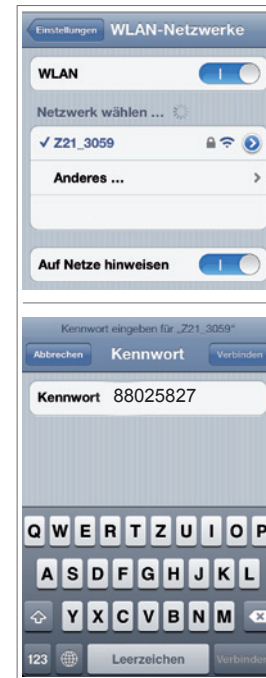 Einstellungen WLAN-Netzwerke
WLAN
Netzwerk wählen ...
✓ Z21_3059
Anderes ...
Auf Netze hinweisen
Kennwort eingeben für „Z21_3059“
Abbrechen Kennwort Verbinden
Kennwort 88025827
Q W E R T Z U I O P
A S D F G H J K L
Y X C V B N M
123 Leerzeichen Verbinden